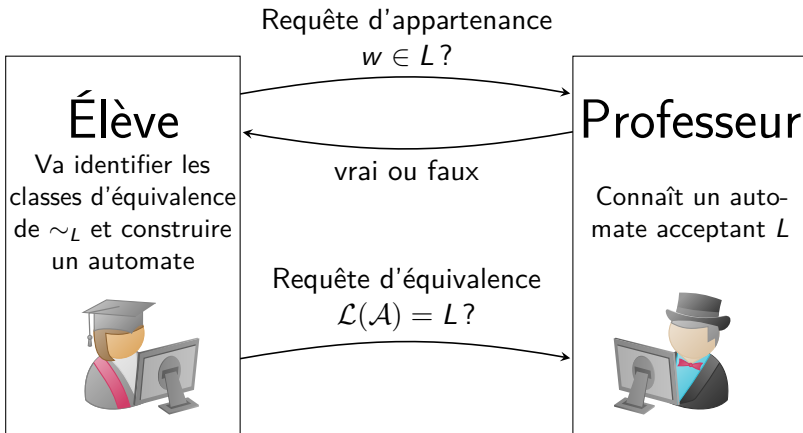 Requête d'appartenance
w ∈ L ?
Élève
Va identifier les
classes d'équivalence
de ∼L et construire
un automate
vrai ou faux
Professeur
Connaît un auto-
mate acceptant L
Requête d'équivalence
ℒ(𝒜) = L ?